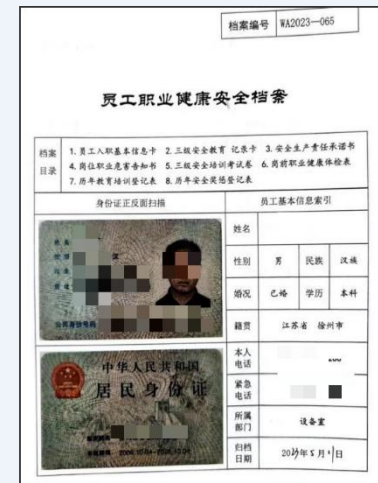 档案编号 WA2023—065
员工职业健康安全档案
档案目录
1. 员工入职基本信息卡 2. 三级安全教育 记录卡 3. 安全生产责任承诺书
4. 岗位职业危害告知书 5. 三级安全培训考试卷 6. 岗前职业健康体检表
7. 历年教育培训登记表 8. 历年安全奖惩登记表
身份证正反面扫描 员工基本信息索引
姓名
性别 男 民族 汉族
婚况 已婚 学历 本科
籍贯 江苏省 徐州市
本人电话
紧急电话
所属部门 设备室
归档日期
汉
公民身份号码
中华人民共和国
居民身份证